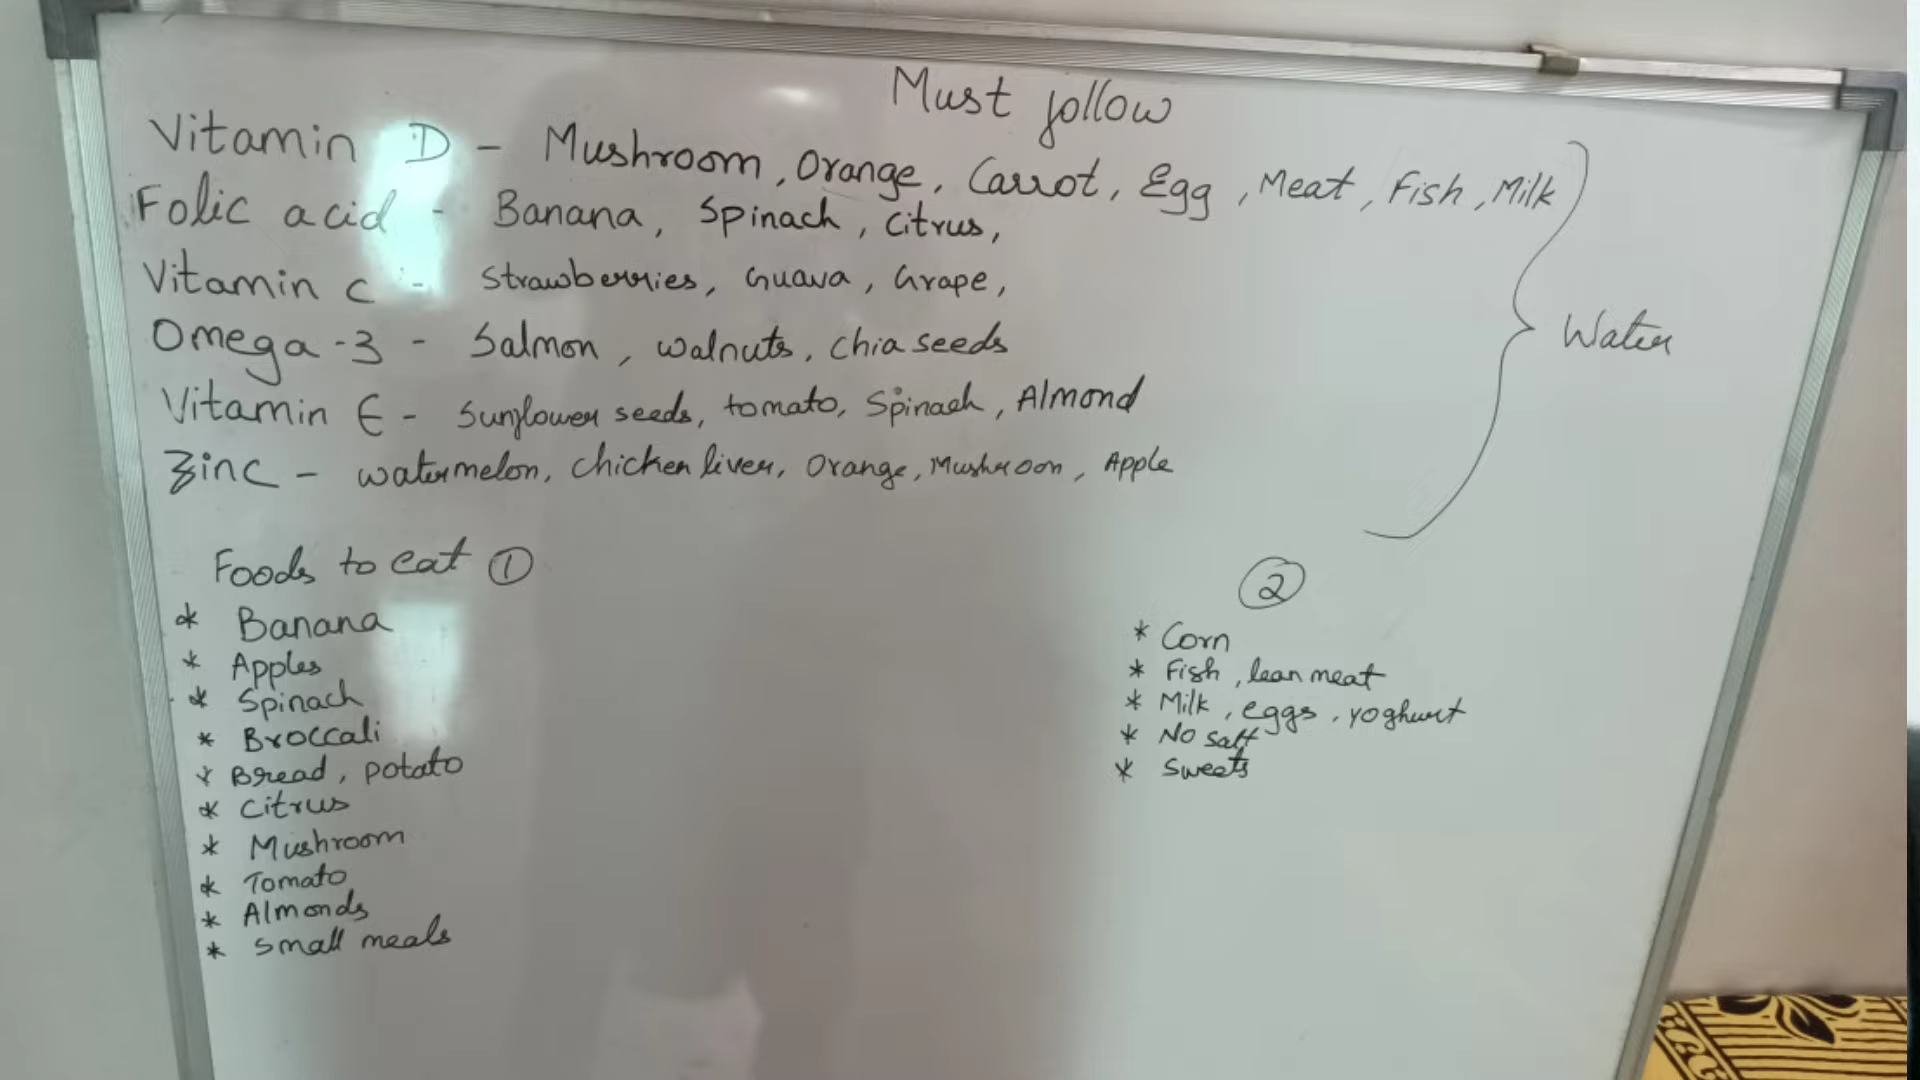 Must follow
Vitamin D - Mushroom, Orange, Carrot, Egg, Meat, Fish, Milk
Folic acid - Banana, Spinach, Citrus,
Vitamin C - Strawberries, Guava, Grape,
Omega-3 - Salmon, walnuts, chia seeds
Water
Vitamin E - Sunflower seeds, tomato, Spinach, Almond
Zinc - watermelon, chicken liver, Orange, Mushroon, Apple
Foods to eat ①
* Banana
* Apples
* Spinach
* Broccali
* Bread, potato
* Citrus
* Mushroom
* Tomato
* Almonds
* Small meals
②
* Corn
* Fish, lean meat
* Milk, eggs, yoghurt
* No salt
* Sweets